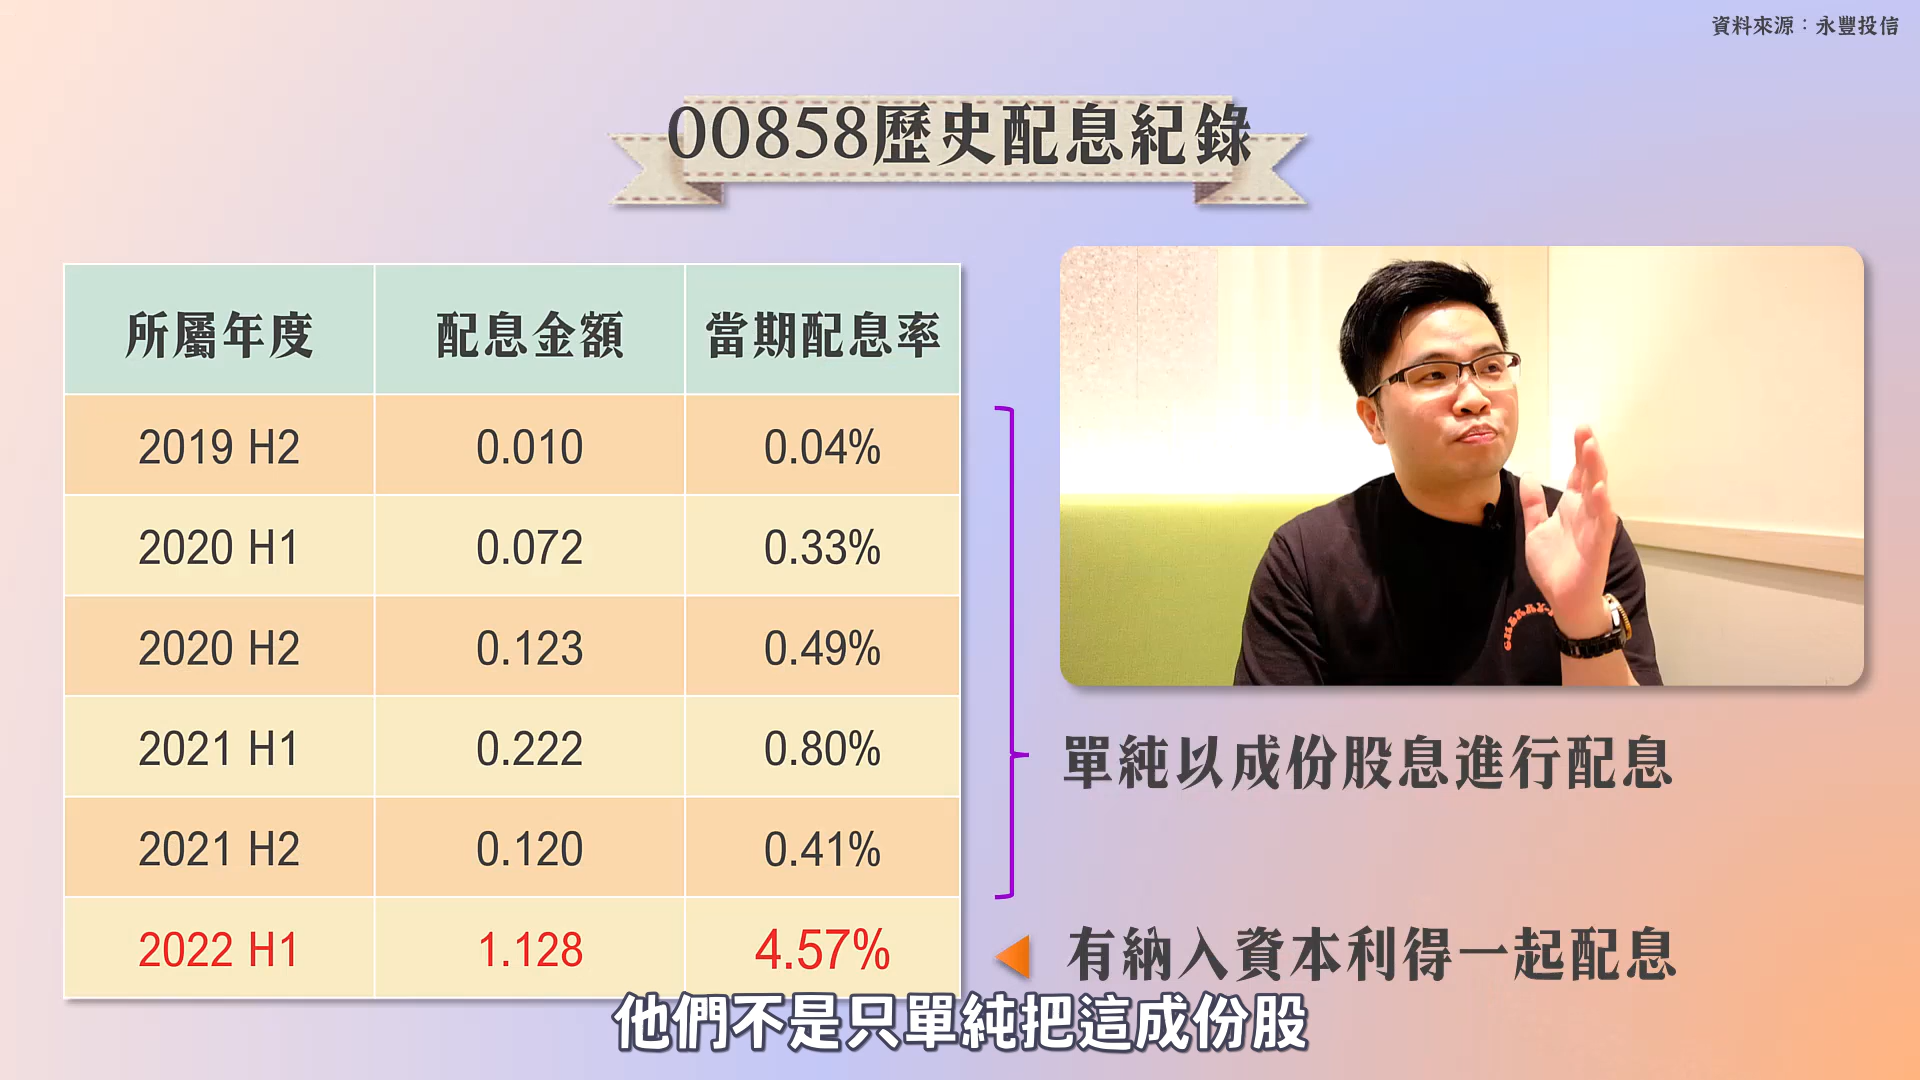 資料來源：永豐投信
00858歷史配息紀錄
所屬年度 配息金額 當期配息率
2019 H2 0.010 0.04%
2020 H1 0.072 0.33%
2020 H2 0.123 0.49%
2021 H1 0.222 0.80%
2021 H2 0.120 0.41%
2022 H1 1.128 4.57%
單純以成份股息進行配息
有納入資本利得一起配息
他們不是只單純把這成份股